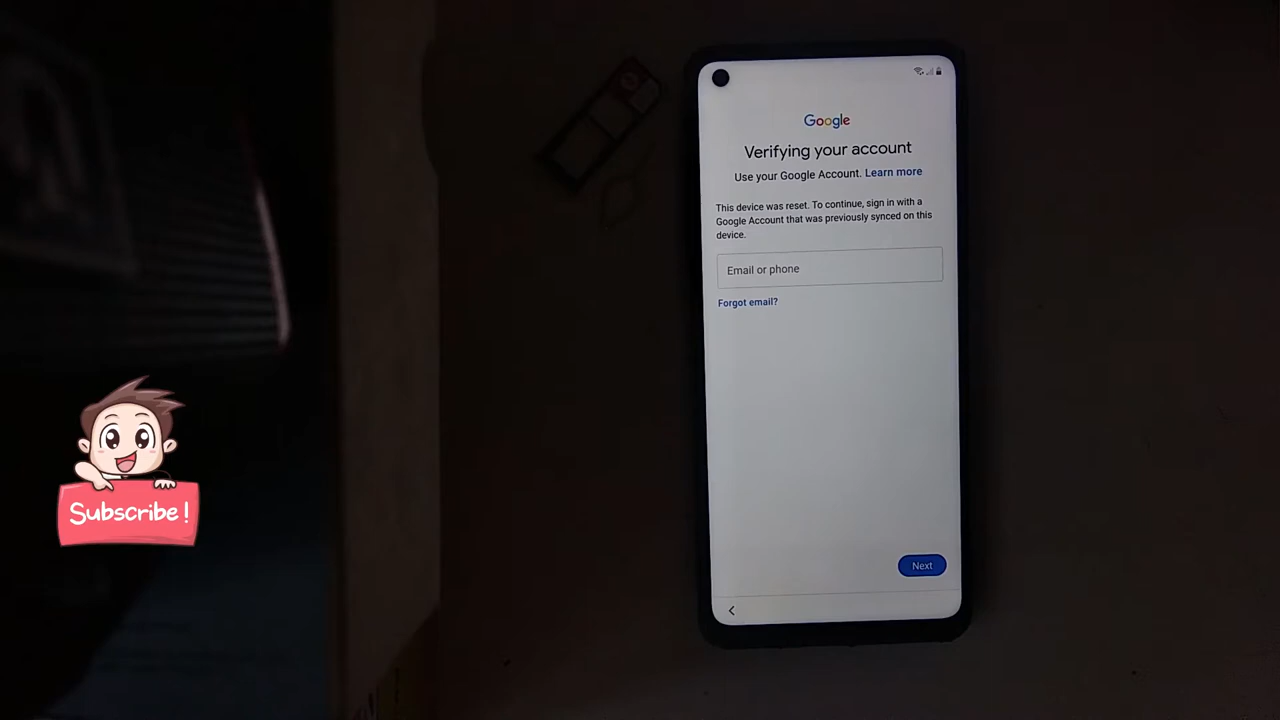 Google
Verifying your account
Use your Google Account. Learn more
This device was reset. To continue, sign in with a
Google Account that was previously synced on this
device.
Email or phone
Forgot email?
Next
Subscribe!